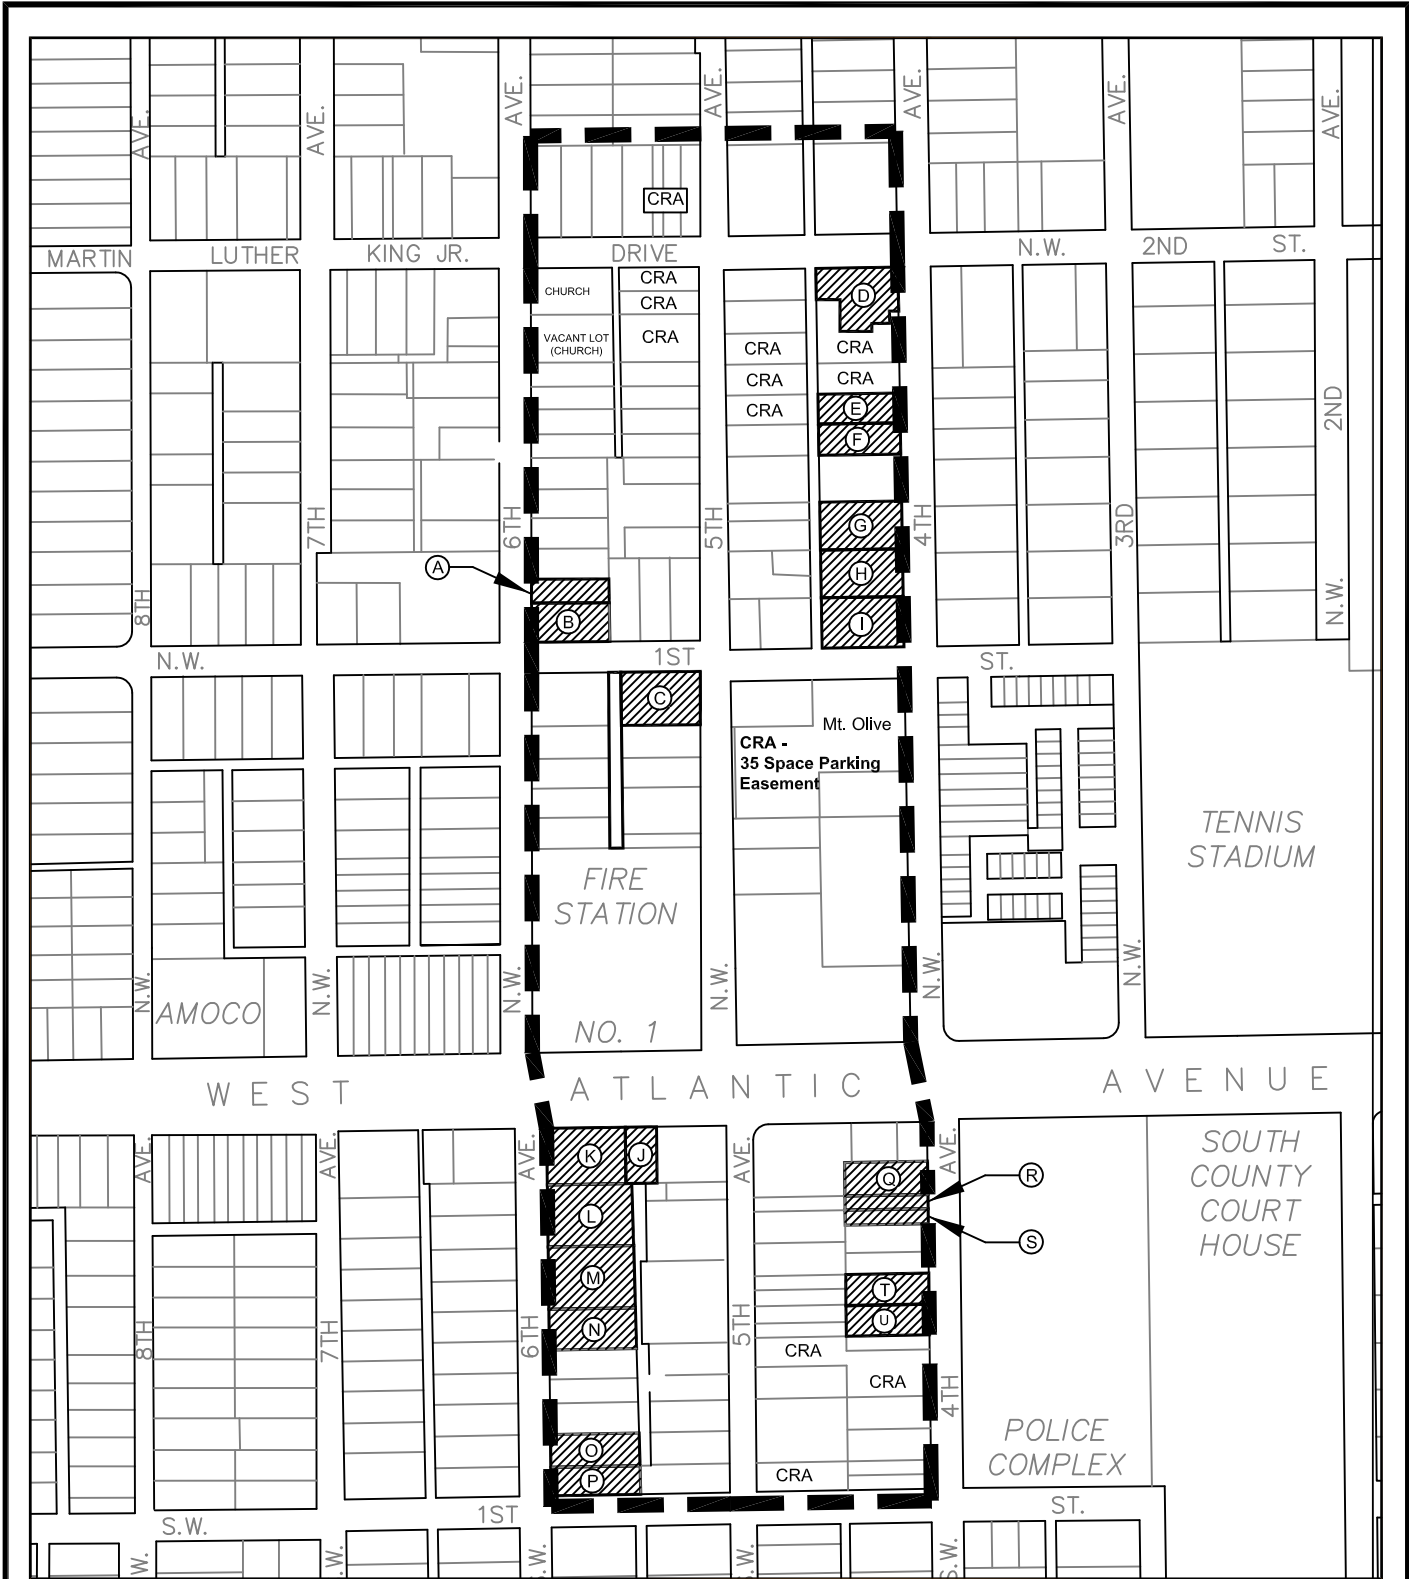 AVE.
AVE.
AVE.
AVE.
AVE.
AVE.
AVE.
CRA
MARTIN
LUTHER
KING JR.
DRIVE
N.W.
2ND
ST.
CHURCH
CRA
CRA
VACANT LOT
(CHURCH)
CRA
D
CRA
CRA
CRA
CRA
CRA
E
F
2ND
G
7TH
6TH
5TH
4TH
3RD
A
H
8TH
N.W.
B
I
N.W.
1ST
ST.
C
Mt. Olive
CRA -
35 Space Parking
Easement
TENNIS
STADIUM
FIRE
STATION
NO. 1
AMOCO
N.W.
N.W.
N.W.
N.W.
N.W.
N.W.
WEST
ATLANTIC
AVENUE
AVE.
AVE.
AVE.
AVE.
AVE.
K
J
Q
R
S
L
M
N
T
U
SOUTH
COUNTY
COURT
HOUSE
8TH
7TH
6TH
5TH
4TH
CRA
CRA
CRA
O
P
POLICE
COMPLEX
S.W.
1ST
ST.
W.
.W.
S.W.
S.W.
S.W.